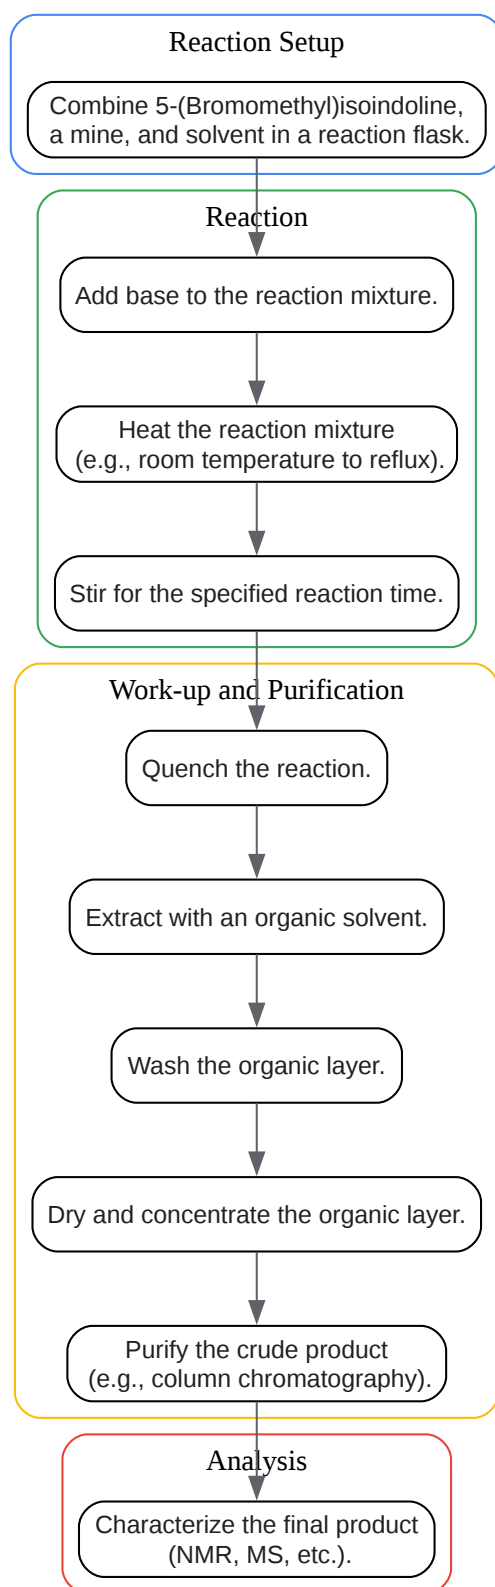 Reaction Setup
Combine 5-(Bromomethyl)isoindoline,
a mine, and solvent in a reaction flask.
Reaction
Add base to the reaction mixture.
Heat the reaction mixture
(e.g., room temperature to reflux).
Stir for the specified reaction time.
Work-up and Purification
Quench the reaction.
Extract with an organic solvent.
Wash the organic layer.
Dry and concentrate the organic layer.
Purify the crude product
(e.g., column chromatography).
Analysis
Characterize the final product
(NMR, MS, etc.).